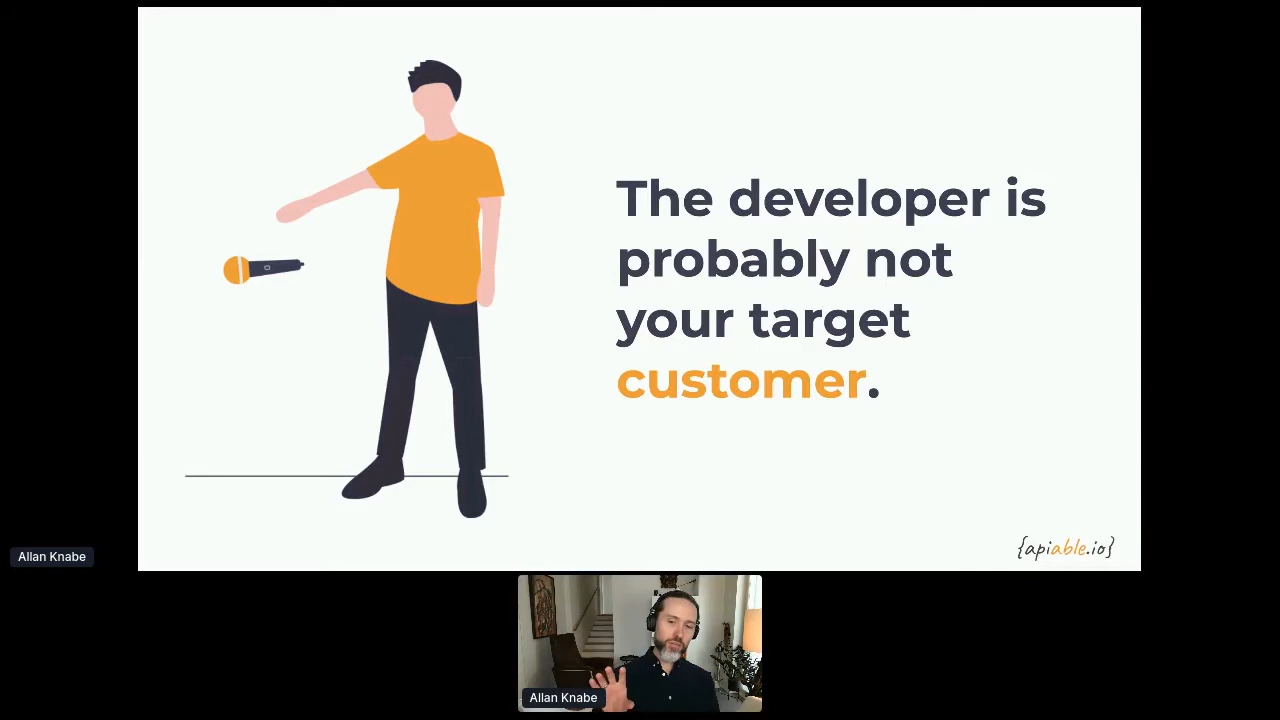 The developer is
probably not
your target
customer.
{apiable.io}
Allan Knabe
Allan Knabe